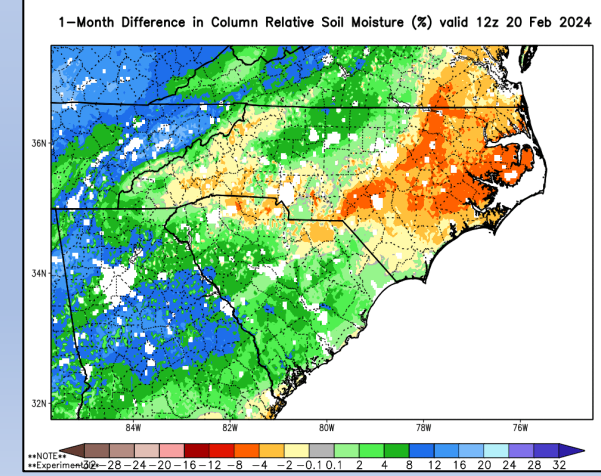 1-Month Difference in Column Relative Soil Moisture (%) valid 12z 20 Feb 2024
36N
34N
32N
84W 82W 80W 78W 76W
**NOTE**
-28 -24 -20 -16 -12 -8 -4 -2 -0.1 0.1 2 4 8 12 16 20 24 28 32